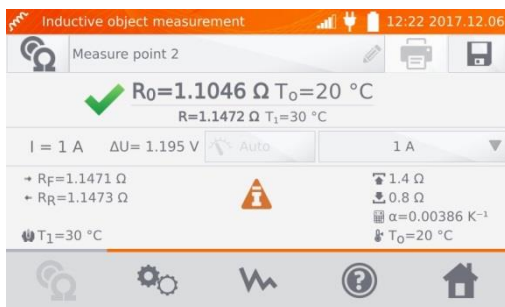 Inductive object measurement 12:22 2017.12.06
Measure point 2
R0=1.1046 Ω To=20 °C
R=1.1472 Ω T1=30 °C
I = 1 A ΔU= 1.195 V Auto 1 A
→ RF=1.1471 Ω 1.4 Ω
← RR=1.1473 Ω 0.8 Ω
α=0.00386 K⁻¹
T1=30 °C To=20 °C